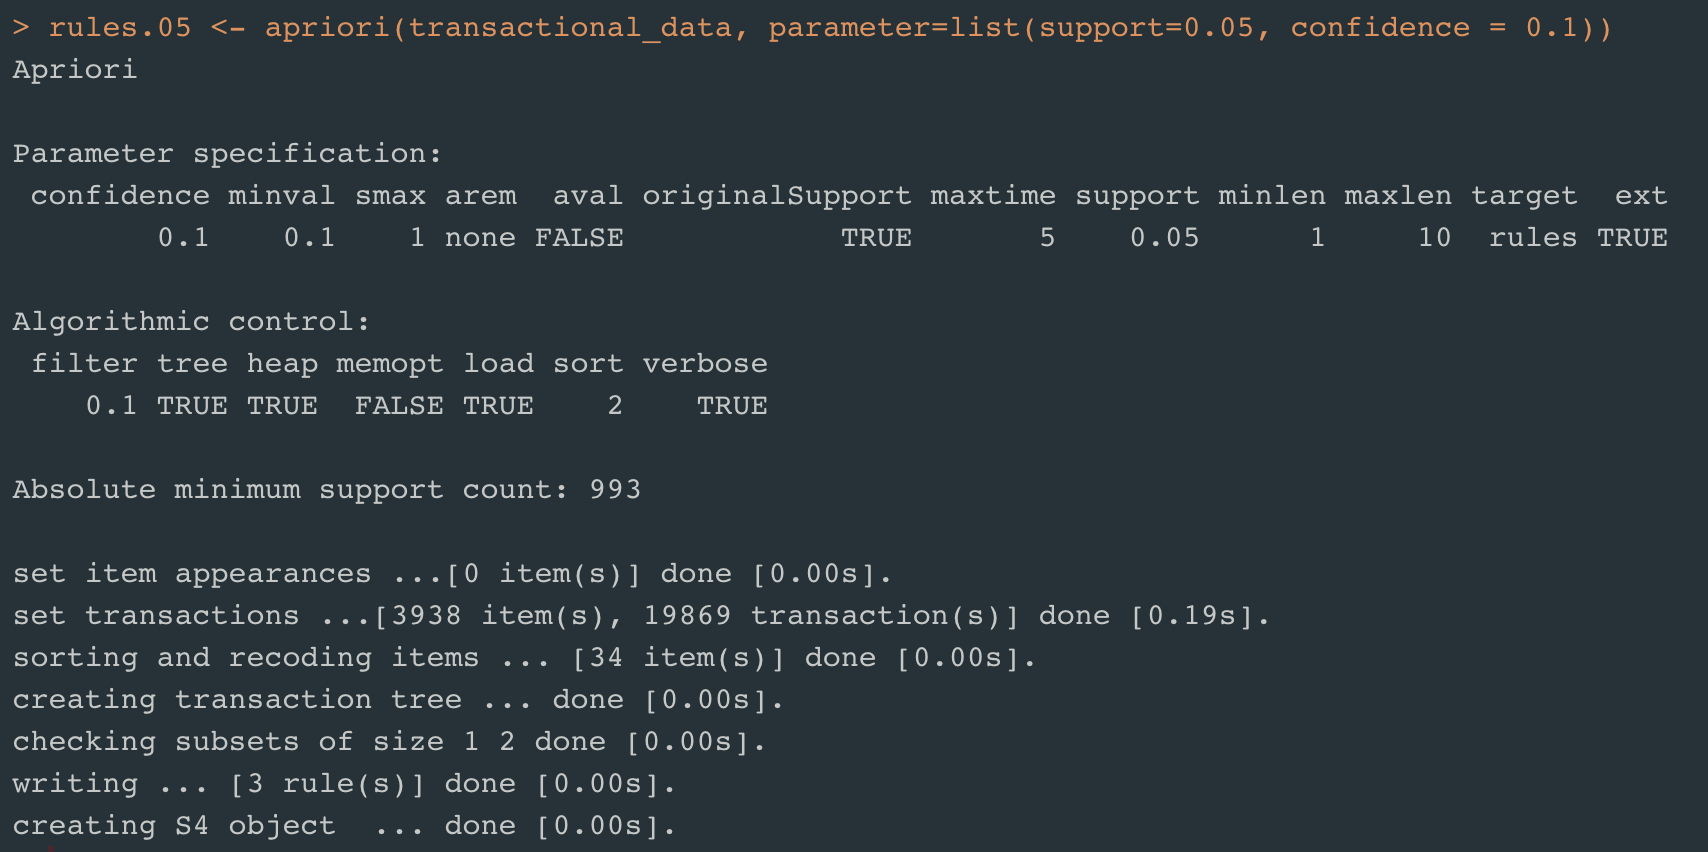 > rules.05 <- apriori(transactional_data, parameter=list(support=0.05, confidence = 0.1))
Apriori

Parameter specification:
 confidence minval smax arem  aval originalSupport maxtime support minlen maxlen target  ext
        0.1    0.1    1 none FALSE            TRUE       5    0.05      1     10  rules TRUE

Algorithmic control:
 filter tree heap memopt load sort verbose
    0.1 TRUE TRUE  FALSE TRUE    2    TRUE

Absolute minimum support count: 993

set item appearances ...[0 item(s)] done [0.00s].
set transactions ...[3938 item(s), 19869 transaction(s)] done [0.19s].
sorting and recoding items ... [34 item(s)] done [0.00s].
creating transaction tree ... done [0.00s].
checking subsets of size 1 2 done [0.00s].
writing ... [3 rule(s)] done [0.00s].
creating S4 object  ... done [0.00s].